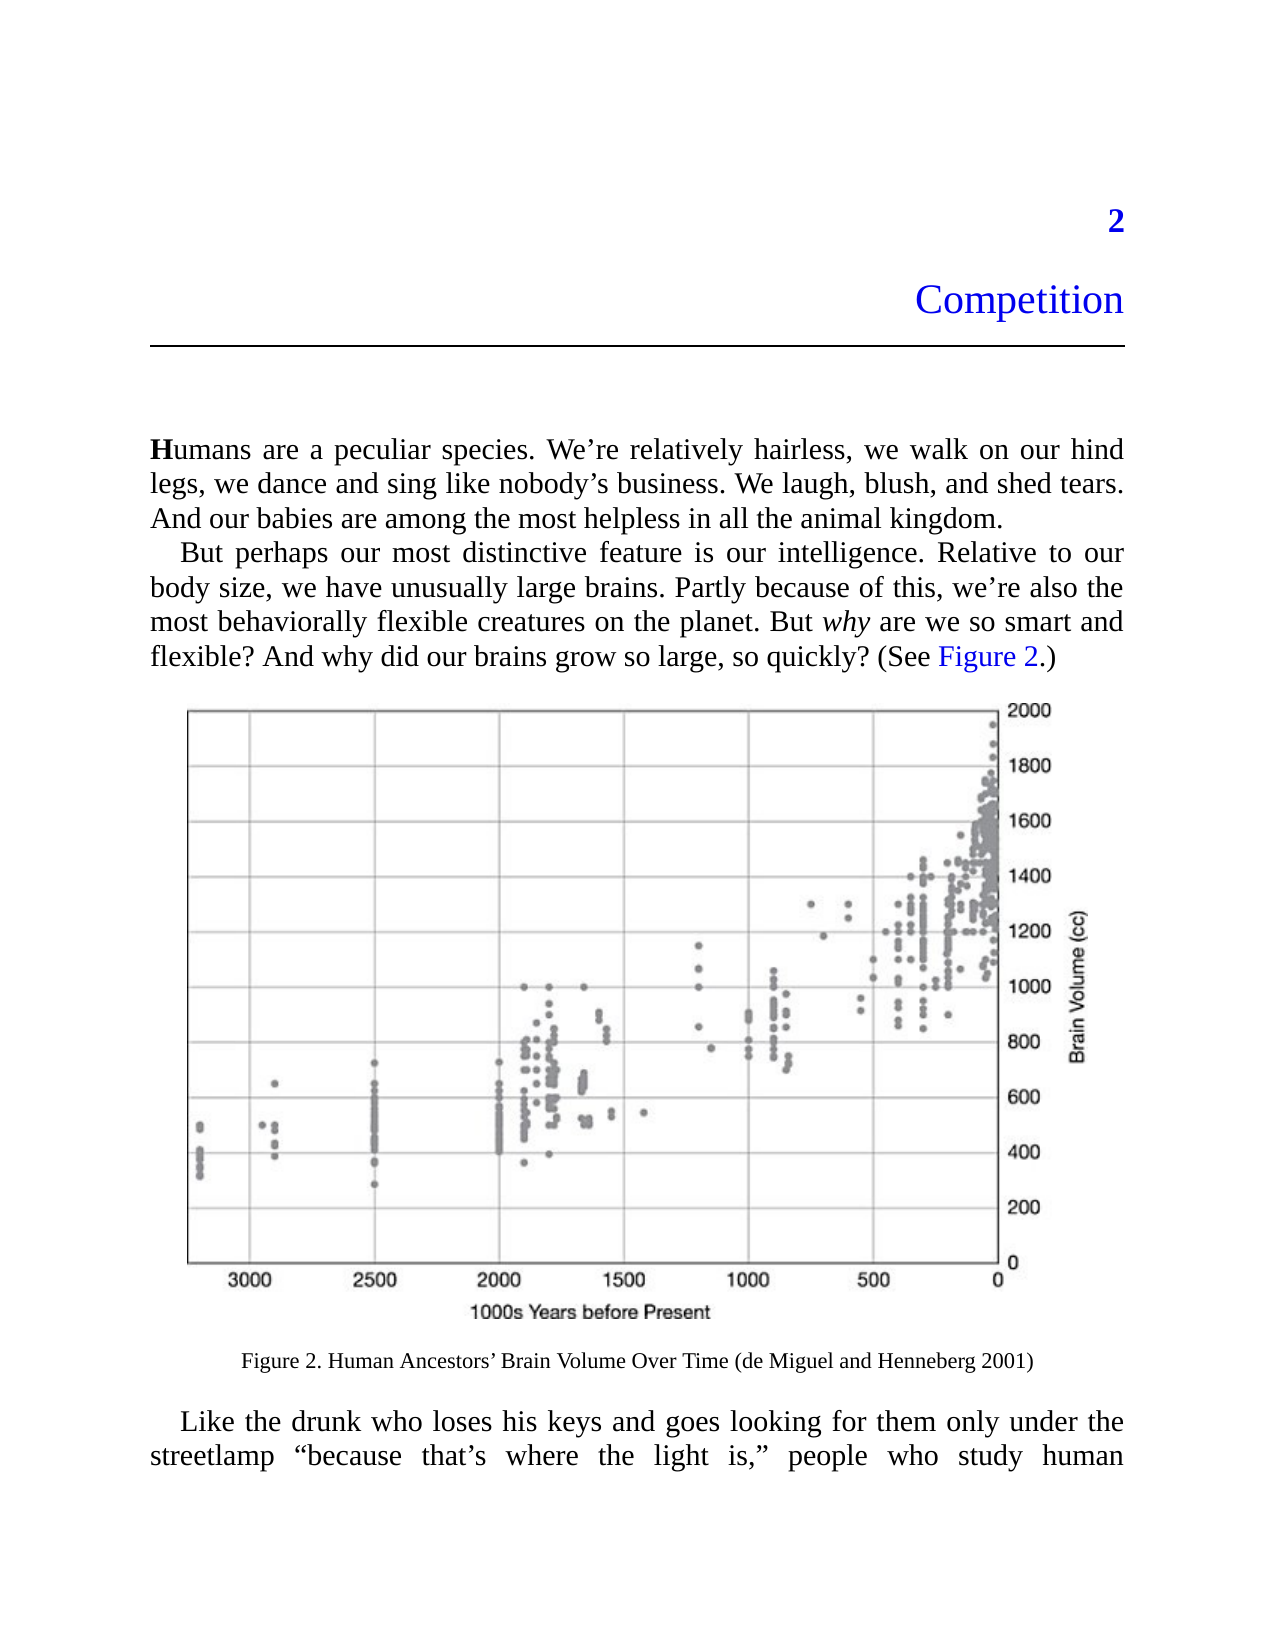 2
Competition
Humans are a peculiar species. We’re relatively hairless, we walk on our hind
legs, we dance and sing like nobody’s business. We laugh, blush, and shed tears.
And our babies are among the most helpless in all the animal kingdom.
But perhaps our most distinctive feature is our intelligence. Relative to our
body size, we have unusually large brains. Partly because of this, we’re also the
most behaviorally flexible creatures on the planet. But why are we so smart and
flexible? And why did our brains grow so large, so quickly? (See Figure 2.)
2000
1800
1600
1400
1200
1000
800
600
400
200
0
Brain Volume (cc)
3000 2500 2000 1500 1000 500 0
1000s Years before Present
Figure 2. Human Ancestors’ Brain Volume Over Time (de Miguel and Henneberg 2001)
Like the drunk who loses his keys and goes looking for them only under the
streetlamp “because that’s where the light is,” people who study human